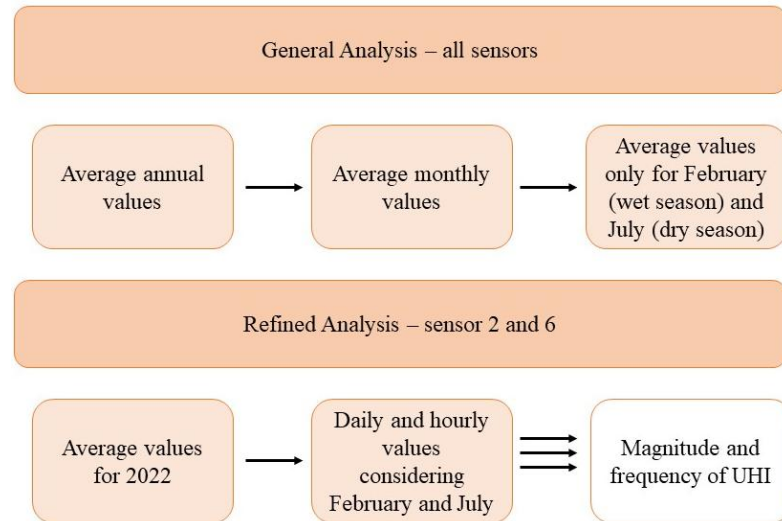 General Analysis – all sensors
Average annual
values
Average monthly
values
Average values
only for February
(wet season) and
July (dry season)
Refined Analysis – sensor 2 and 6
Average values
for 2022
Daily and hourly
values
considering
February and July
Magnitude and
frequency of UHI